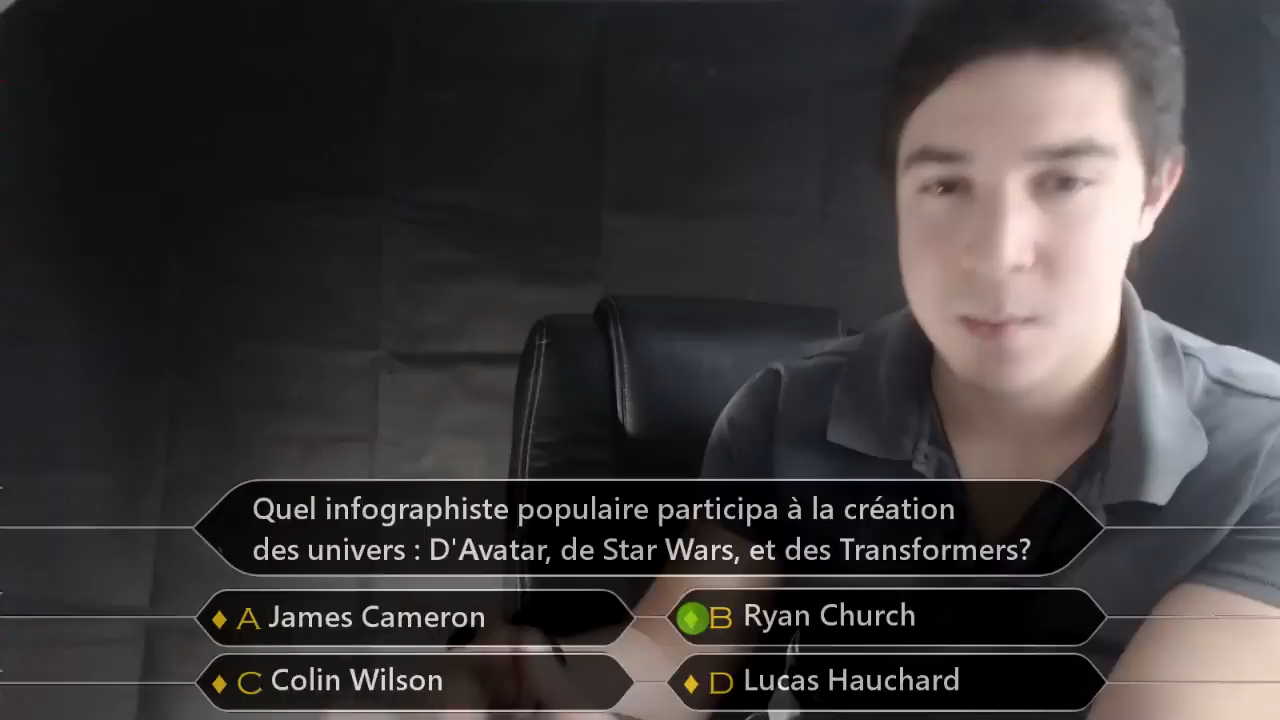 Quel infographiste populaire participa à la création
des univers : D'Avatar, de Star Wars, et des Transformers?
A James Cameron
B Ryan Church
C Colin Wilson
D Lucas Hauchard